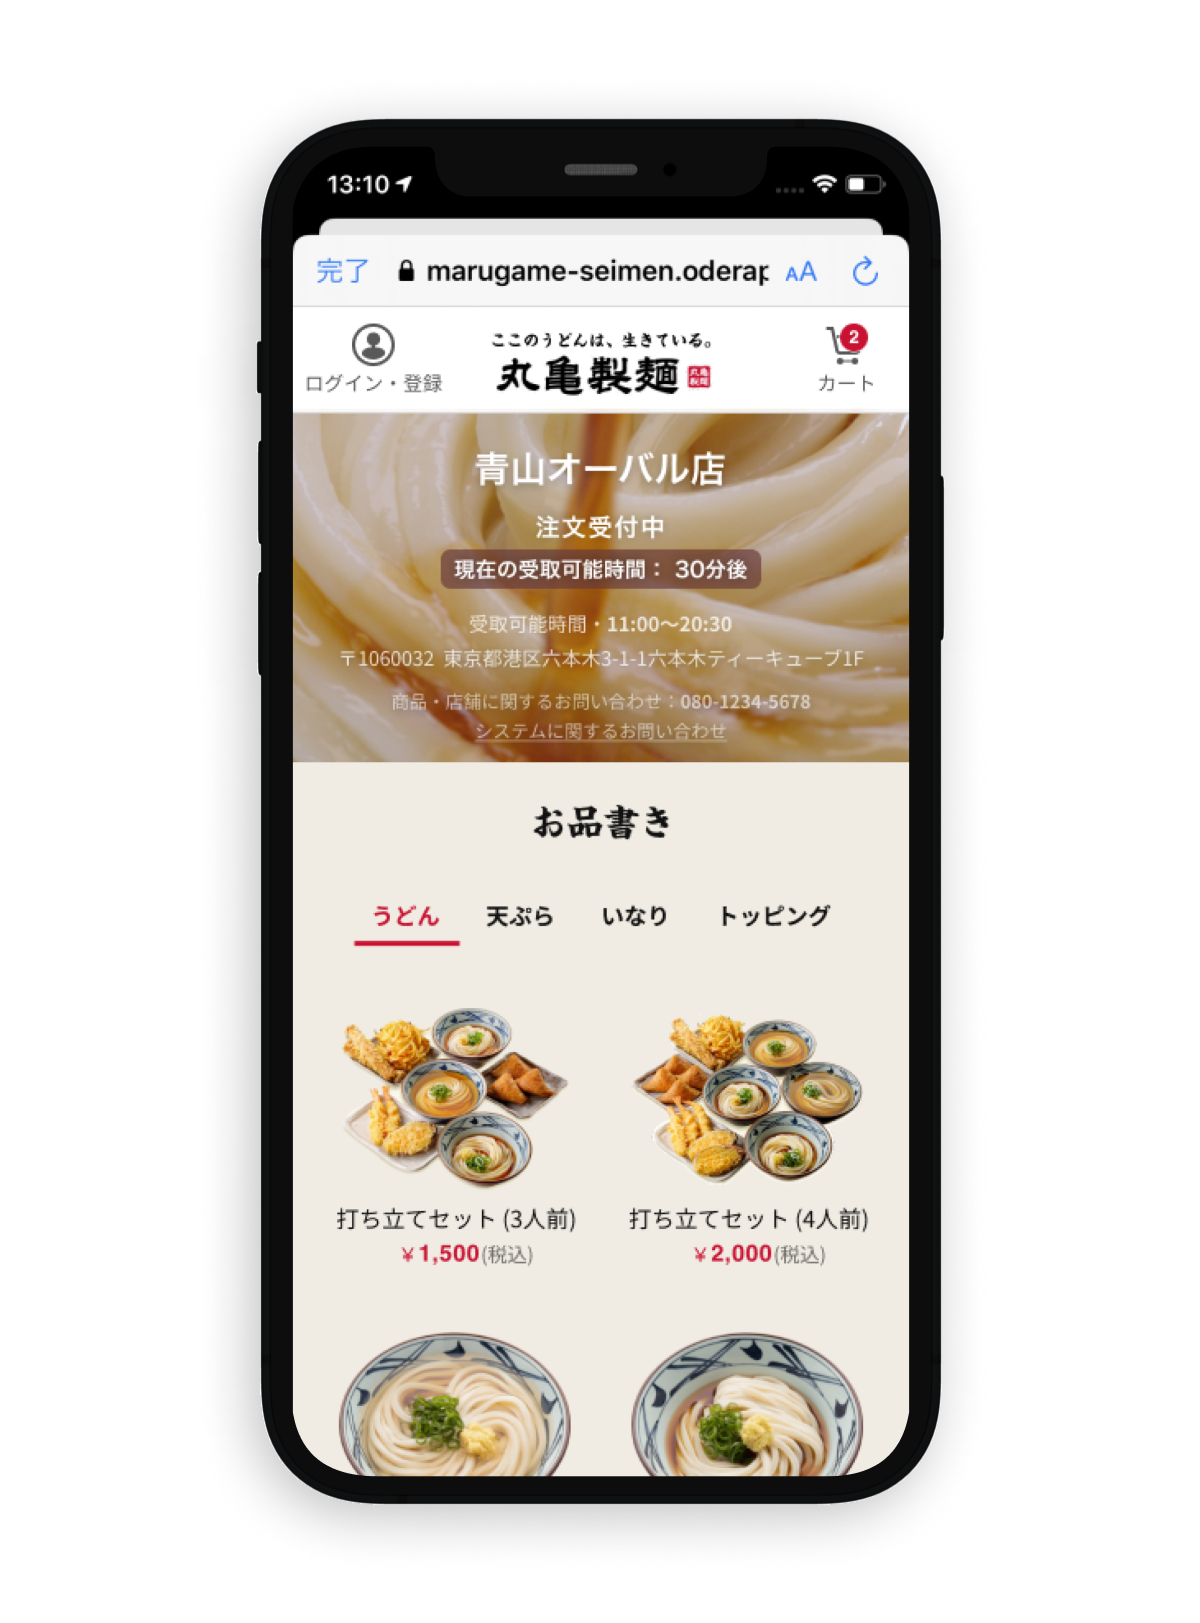 13:10
完了 marugame-seimen.oderap AA
ログイン・登録
ここのうどんは、生きている。
丸亀製麺 丸亀製麺
2
カート
青山オーバル店
注文受付中
現在の受取可能時間： 30分後
受取可能時間・11:00〜20:30
〒1060032 東京都港区六本木3-1-1六本木ティーキューブ1F
商品・店舗に関するお問い合わせ：080-1234-5678
システムに関するお問い合わせ
お品書き
うどん 天ぷら いなり トッピング
打ち立てセット (3人前) 打ち立てセット (4人前)
￥1,500(税込) ￥2,000(税込)